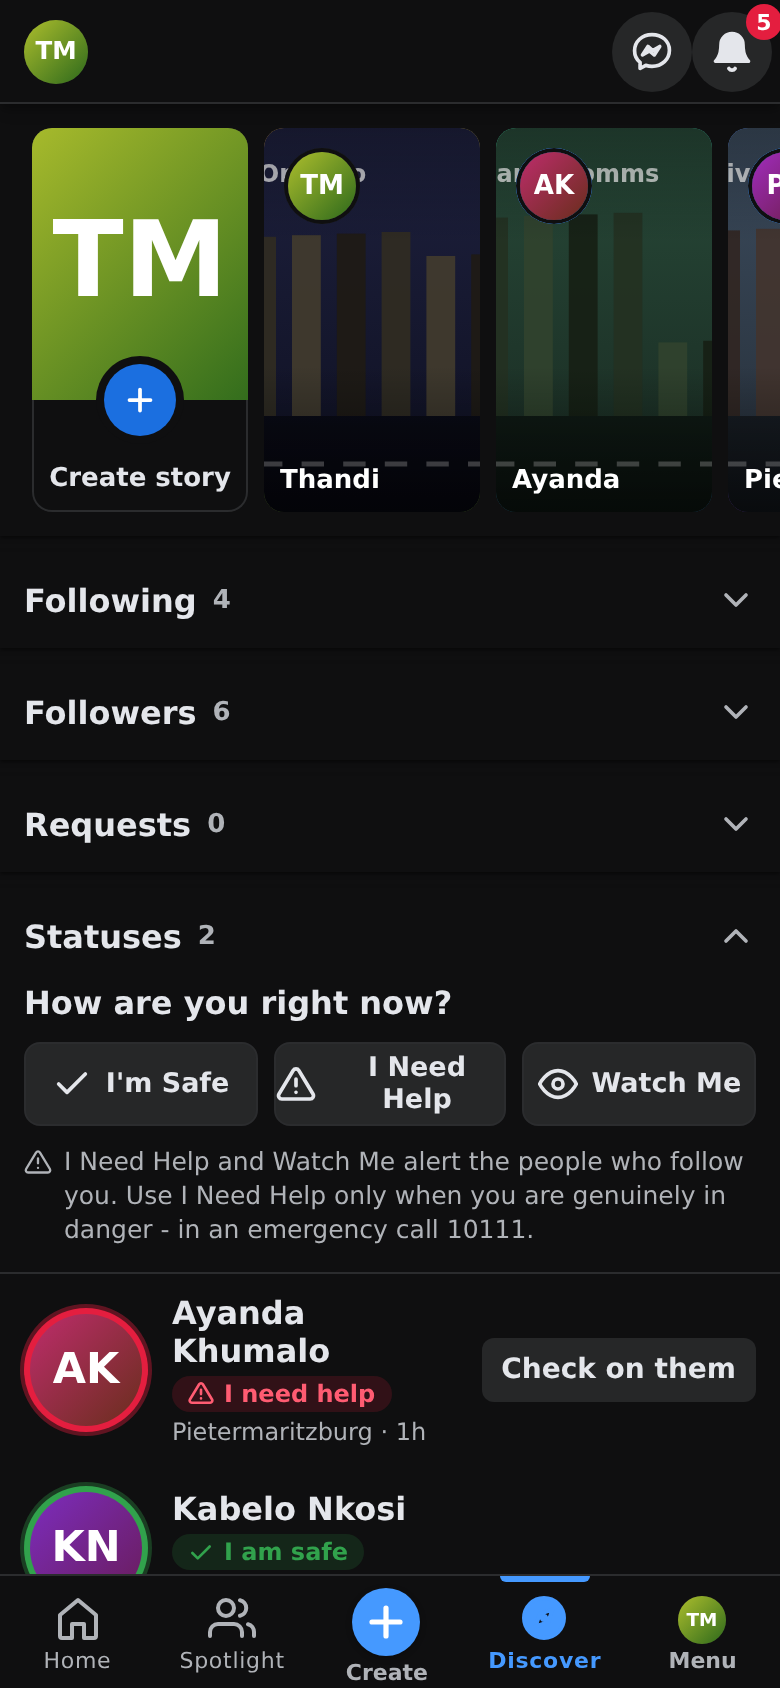 TM
5
TM
Create story
TM
Thandi
AK
omms
Ayanda
Following 4
Followers 6
Requests 0
Statuses 2
How are you right now?
I'm Safe
I Need
Help
Watch Me
I Need Help and Watch Me alert the people who follow
you. Use I Need Help only when you are genuinely in
danger - in an emergency call 10111.
AK
Ayanda
Khumalo
I need help
Pietermaritzburg · 1h
Check on them
KN
Kabelo Nkosi
I am safe
Home
Spotlight
Create
Discover
TM
Menu